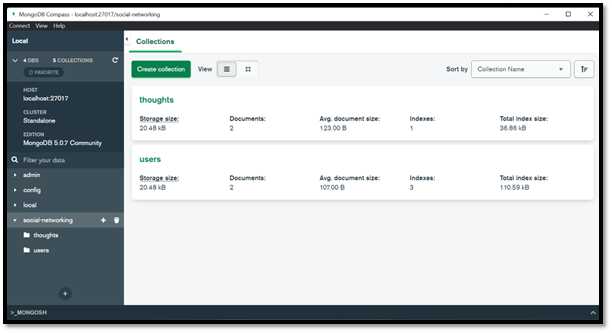 MongoDB Compass - localhost:27017/social-networking
Connect View Help
Local
4 DBS 5 COLLECTIONS
FAVORITE
HOST
localhost:27017
CLUSTER
Standalone
EDITION
MongoDB 5.0.7 Community
Filter your data
admin
config
local
social-networking
thoughts
users
>_MONGOSH
Collections
Create collection View Sort by Collection Name
thoughts
Storage size: Documents: Avg. document size: Indexes: Total index size:
20.48 kB 2 123.00 B 1 36.86 kB
users
Storage size: Documents: Avg. document size: Indexes: Total index size:
20.48 kB 2 107.00 B 3 110.59 kB